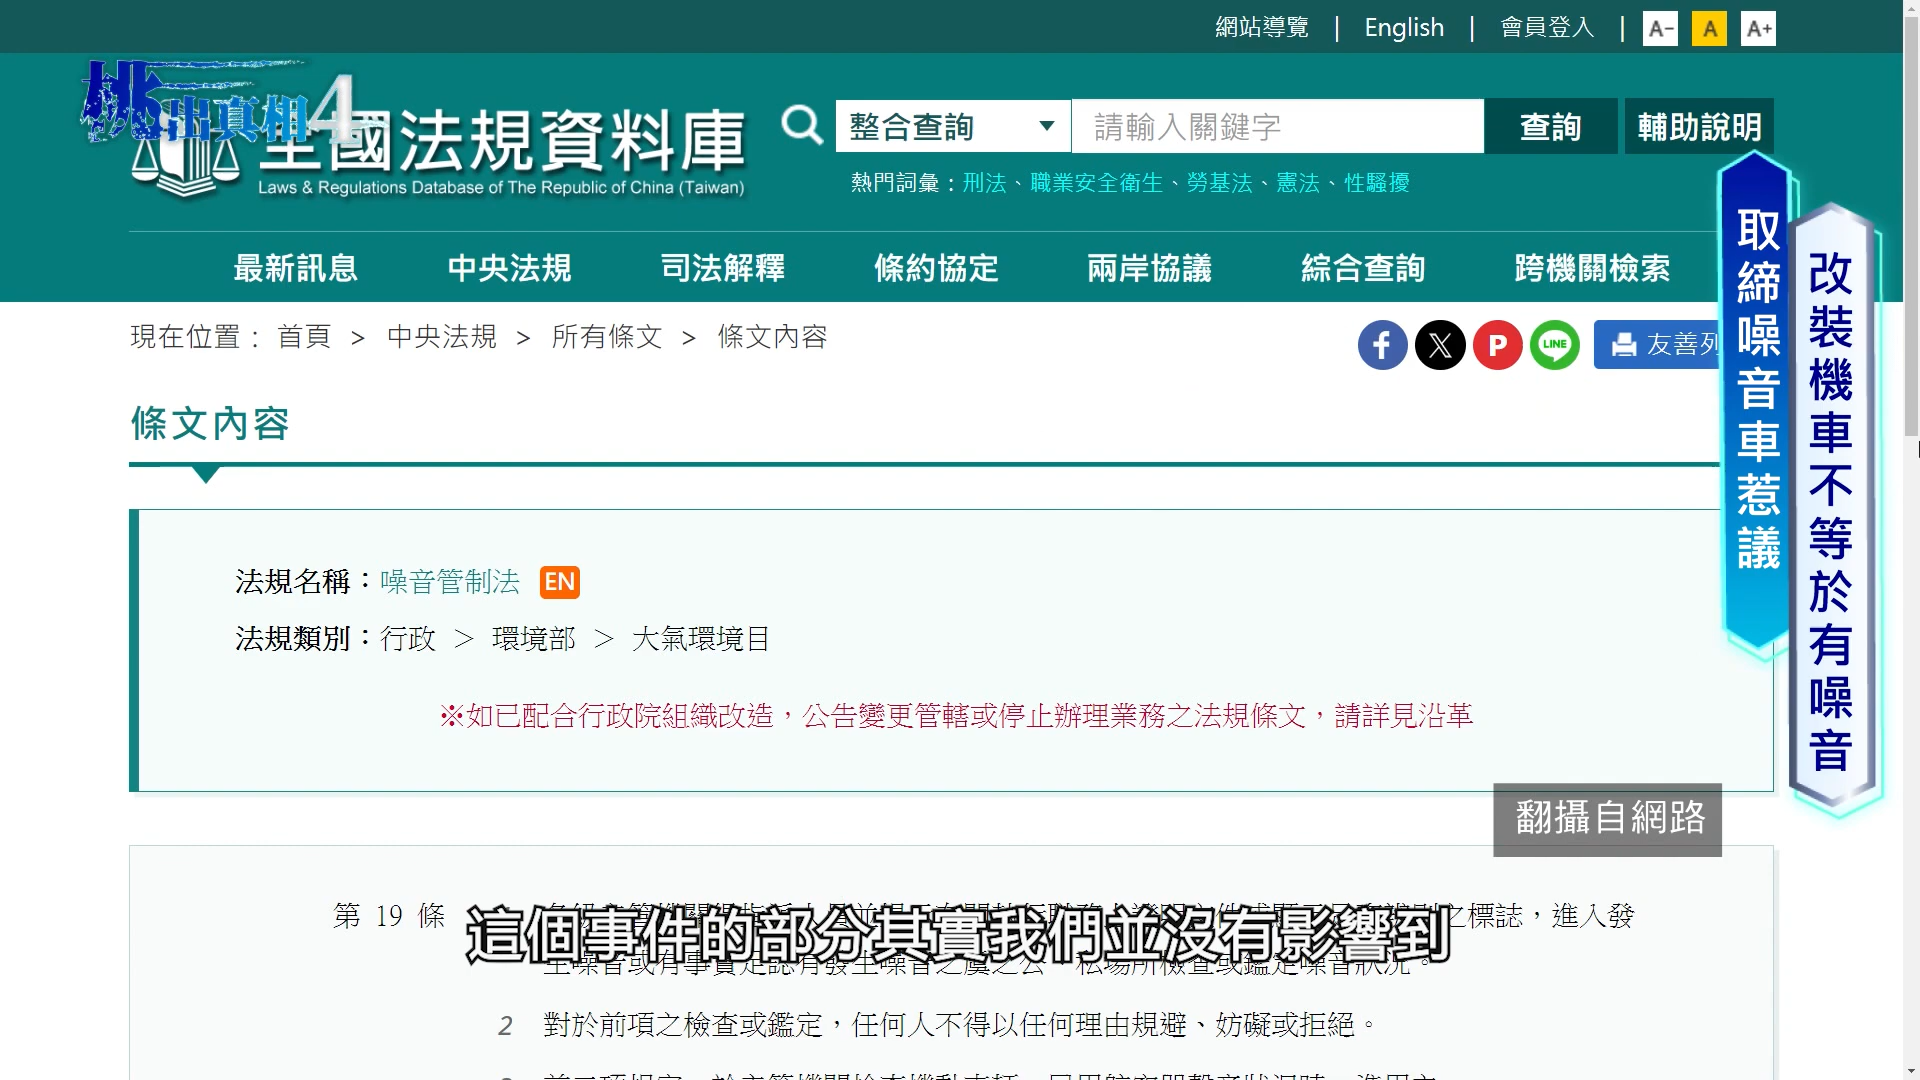 網站導覽 | English | 會員登入 | A- A A+
桃出真相4
全國法規資料庫
Laws & Regulations Database of The Republic of China (Taiwan)
整合查詢 請輸入關鍵字 查詢 輔助說明
熱門詞彙：刑法、職業安全衛生、勞基法、憲法、性騷擾
最新訊息 中央法規 司法解釋 條約協定 兩岸協議 綜合查詢 跨機關檢索
現在位置： 首頁 > 中央法規 > 所有條文 > 條文內容
f X P LINE 友善列
取締噪音車惹議
改裝機車不等於有噪音
條文內容
法規名稱：噪音管制法 EN
法規類別：行政 ＞ 環境部 ＞ 大氣環境目
※如已配合行政院組織改造，公告變更管轄或停止辦理業務之法規條文，請詳見沿革
翻攝自網路
第 19 條
之標誌，進入發
這個事件的部分其實我們並沒有影響到
2 對於前項之檢查或鑑定，任何人不得以任何理由規避、妨礙或拒絕。